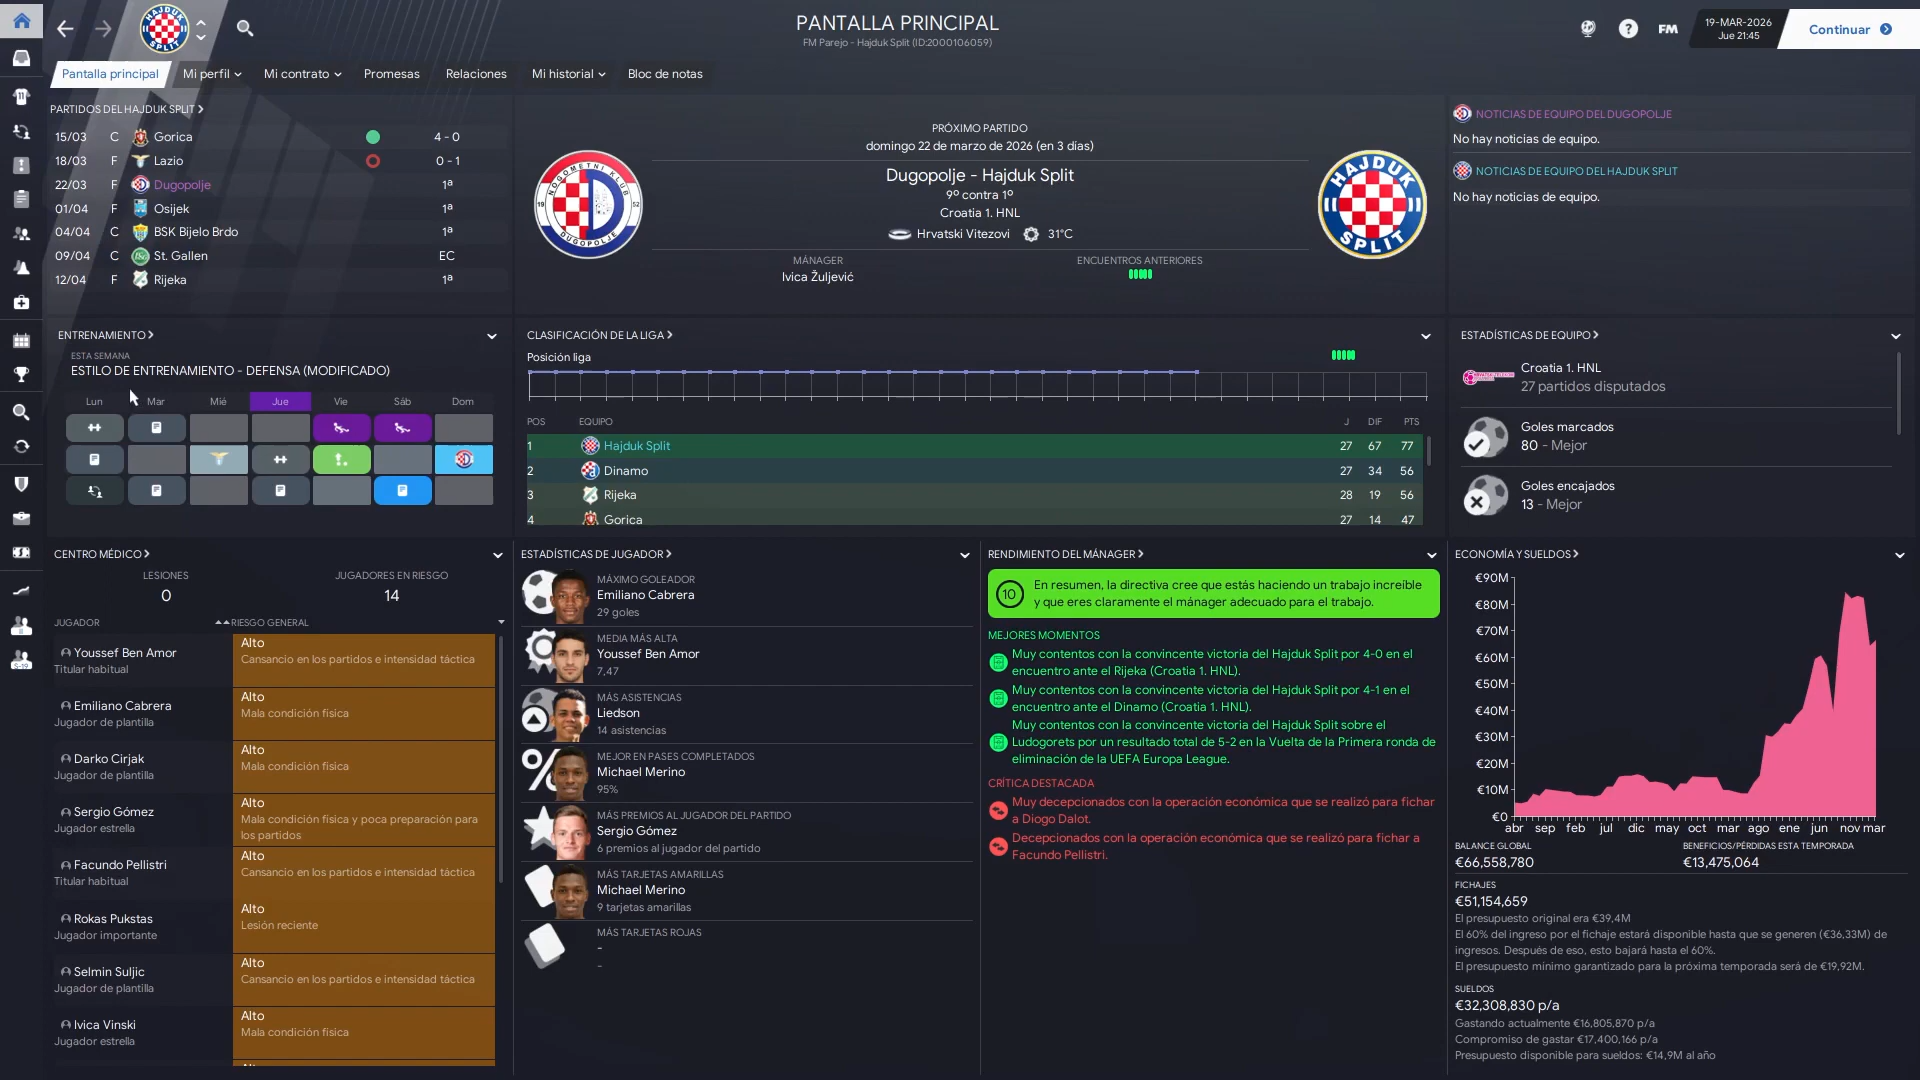 PANTALLA PRINCIPAL
FM Parejo - Hajduk Split (ID:2000106059)
FM
19-MAR-2026
Jue 21:45
Continuar
Pantalla principal
Mi perfil
Mi contrato
Promesas
Relaciones
Mi historial
Bloc de notas
PARTIDOS DEL HAJDUK SPLIT
15/03 C Gorica 4 - 0
18/03 F Lazio 0 - 1
22/03 F Dugopolje 1ª
01/04 F Osijek 1ª
04/04 C BSK Bijelo Brdo 1ª
09/04 C St. Gallen EC
12/04 F Rijeka 1ª
PRÓXIMO PARTIDO
domingo 22 de marzo de 2026 (en 3 días)
Dugopolje - Hajduk Split
9º contra 1º
Croatia 1. HNL
Hrvatski Vitezovi 31°C
MÁNAGER
Ivica Žuljević
ENCUENTROS ANTERIORES
NOGOMETNI KLUB
19 52
DUGOPOLJE
HAJDUK
SPLIT
NOTICIAS DE EQUIPO DEL DUGOPOLJE
No hay noticias de equipo.
NOTICIAS DE EQUIPO DEL HAJDUK SPLIT
No hay noticias de equipo.
ENTRENAMIENTO
ESTA SEMANA
ESTILO DE ENTRENAMIENTO - DEFENSA (MODIFICADO)
Lun Mar Mié Jue Vie Sáb Dom
CLASIFICACIÓN DE LA LIGA
Posición liga
POS EQUIPO J DIF PTS
1 Hajduk Split 27 67 77
2 Dinamo 27 34 56
3 Rijeka 28 19 56
4 Gorica 27 14 47
ESTADÍSTICAS DE EQUIPO
Croatia 1. HNL
27 partidos disputados
Goles marcados
80 - Mejor
Goles encajados
13 - Mejor
CENTRO MÉDICO
LESIONES
0
JUGADORES EN RIESGO
14
JUGADOR RIESGO GENERAL
Youssef Ben Amor
Titular habitual
Alto
Cansancio en los partidos e intensidad táctica
Emiliano Cabrera
Jugador de plantilla
Alto
Mala condición física
Darko Cirjak
Jugador de plantilla
Alto
Mala condición física
Sergio Gómez
Jugador estrella
Alto
Mala condición física y poca preparación para
los partidos
Facundo Pellistri
Titular habitual
Alto
Cansancio en los partidos e intensidad táctica
Rokas Pukstas
Jugador importante
Alto
Lesión reciente
Selmin Suljic
Jugador de plantilla
Alto
Cansancio en los partidos e intensidad táctica
Ivica Vinski
Jugador estrella
Alto
Mala condición física
ESTADÍSTICAS DE JUGADOR
MÁXIMO GOLEADOR
Emiliano Cabrera
29 goles
MEDIA MÁS ALTA
Youssef Ben Amor
7,47
MÁS ASISTENCIAS
Liedson
14 asistencias
MEJOR EN PASES COMPLETADOS
Michael Merino
95%
MÁS PREMIOS AL JUGADOR DEL PARTIDO
Sergio Gómez
6 premios al jugador del partido
MÁS TARJETAS AMARILLAS
Michael Merino
9 tarjetas amarillas
MÁS TARJETAS ROJAS
-
-
RENDIMIENTO DEL MÁNAGER
10
En resumen, la directiva cree que estás haciendo un trabajo increíble
y que eres claramente el mánager adecuado para el trabajo.
MEJORES MOMENTOS
Muy contentos con la convincente victoria del Hajduk Split por 4-0 en el
encuentro ante el Rijeka (Croatia 1. HNL).
Muy contentos con la convincente victoria del Hajduk Split por 4-1 en el
encuentro ante el Dinamo (Croatia 1. HNL).
Muy contentos con la convincente victoria del Hajduk Split sobre el
Ludogorets por un resultado total de 5-2 en la Vuelta de la Primera ronda de
eliminación de la UEFA Europa League.
CRÍTICA DESTACADA
Muy decepcionados con la operación económica que se realizó para fichar
a Diogo Dalot.
Decepcionados con la operación económica que se realizó para fichar a
Facundo Pellistri.
ECONOMÍA Y SUELDOS
€90M
€80M
€70M
€60M
€50M
€40M
€30M
€20M
€10M
€0
abr sep feb jul dic may oct mar ago ene jun nov mar
BALANCE GLOBAL
€66,558,780
BENEFICIOS/PÉRDIDAS ESTA TEMPORADA
€13,475,064
FICHAJES
€51,154,659
El presupuesto original era €39,4M
El 60% del ingreso por el fichaje estará disponible hasta que se generen (€36,33M) de
ingresos. Después de eso, esto bajará hasta el 60%.
El presupuesto mínimo garantizado para la próxima temporada será de €19,92M.
SUELDOS
€32,308,830 p/a
Gastando actualmente €16,805,870 p/a
Compromiso de gastar €17,400,166 p/a
Presupuesto disponible para sueldos: €14,9M al año